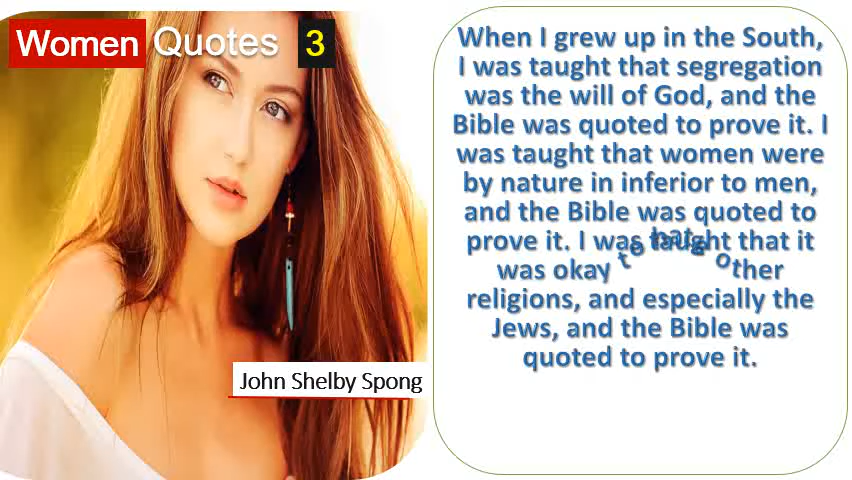 Women Quotes 3
John Shelby Spong
When I grew up in the South,
I was taught that segregation
was the will of God, and the
Bible was quoted to prove it. I
was taught that women were
by nature in inferior to men,
and the Bible was quoted to
prove it. I was taught that it
was okay to hate other
religions, and especially the
Jews, and the Bible was
quoted to prove it.